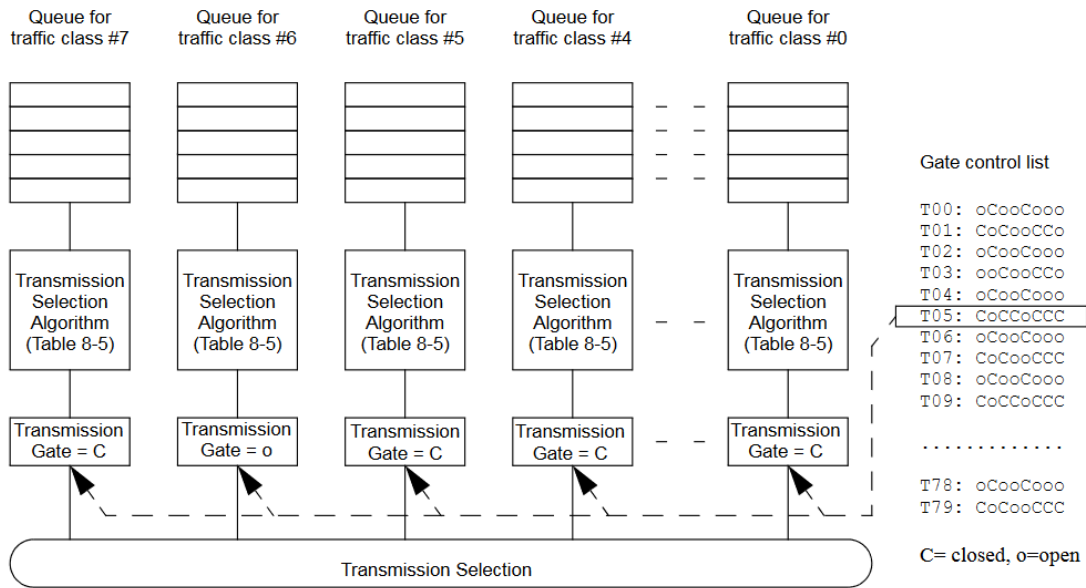 Queue for
traffic class #7
Queue for
traffic class #6
Queue for
traffic class #5
Queue for
traffic class #4
Queue for
traffic class #0
Transmission
Selection
Algorithm
(Table 8-5)
Transmission
Selection
Algorithm
(Table 8-5)
Transmission
Selection
Algorithm
(Table 8-5)
Transmission
Selection
Algorithm
(Table 8-5)
Transmission
Selection
Algorithm
(Table 8-5)
Transmission
Gate = C
Transmission
Gate = o
Transmission
Gate = C
Transmission
Gate = C
Transmission
Gate = C
Transmission Selection
Gate control list
T00: oCooCooo
T01: CoCooCCo
T02: oCooCooo
T03: ooCooCCo
T04: oCooCooo
T05: CoCCoCCC
T06: oCooCooo
T07: CoCooCCC
T08: oCooCooo
T09: CoCCoCCC
. . . . . . . . . . . . .
T78: oCooCooo
T79: CoCooCCC
C= closed, o=open